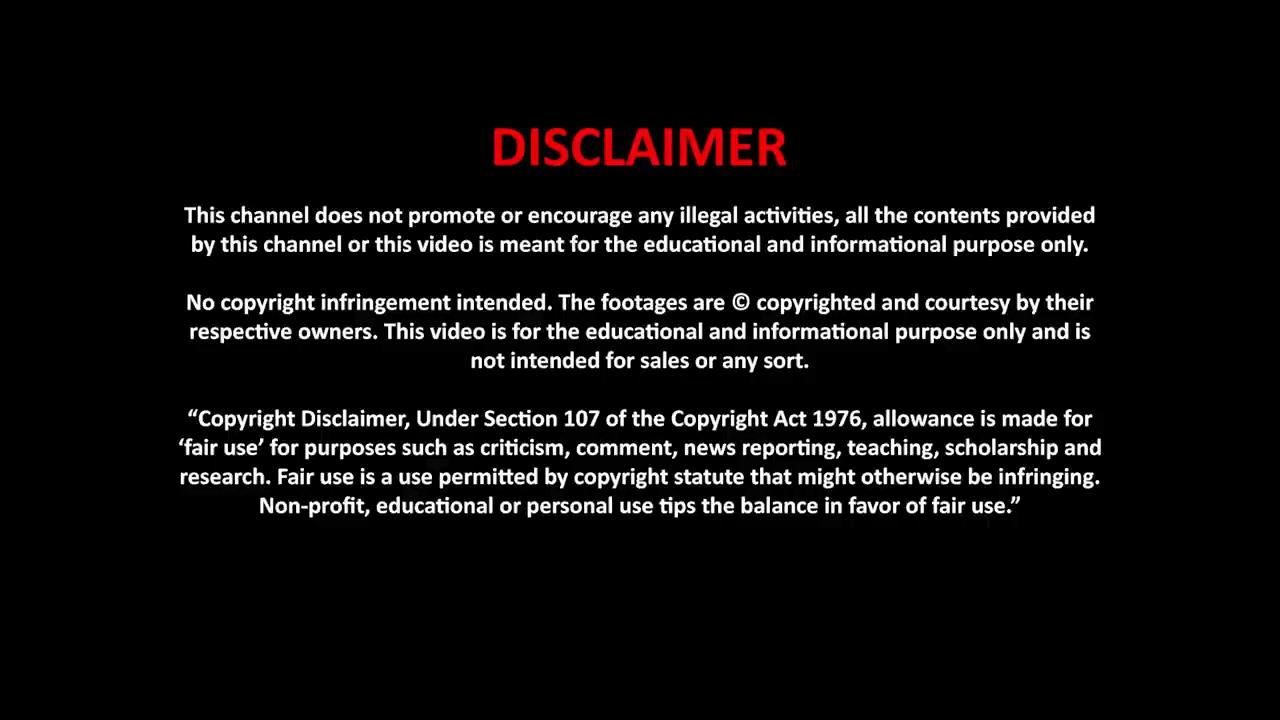 DISCLAIMER
This channel does not promote or encourage any illegal activities, all the contents provided
by this channel or this video is meant for the educational and informational purpose only.
No copyright infringement intended. The footages are © copyrighted and courtesy by their
respective owners. This video is for the educational and informational purpose only and is
not intended for sales or any sort.
“Copyright Disclaimer, Under Section 107 of the Copyright Act 1976, allowance is made for
‘fair use’ for purposes such as criticism, comment, news reporting, teaching, scholarship and
research. Fair use is a use permitted by copyright statute that might otherwise be infringing.
Non-profit, educational or personal use tips the balance in favor of fair use.”